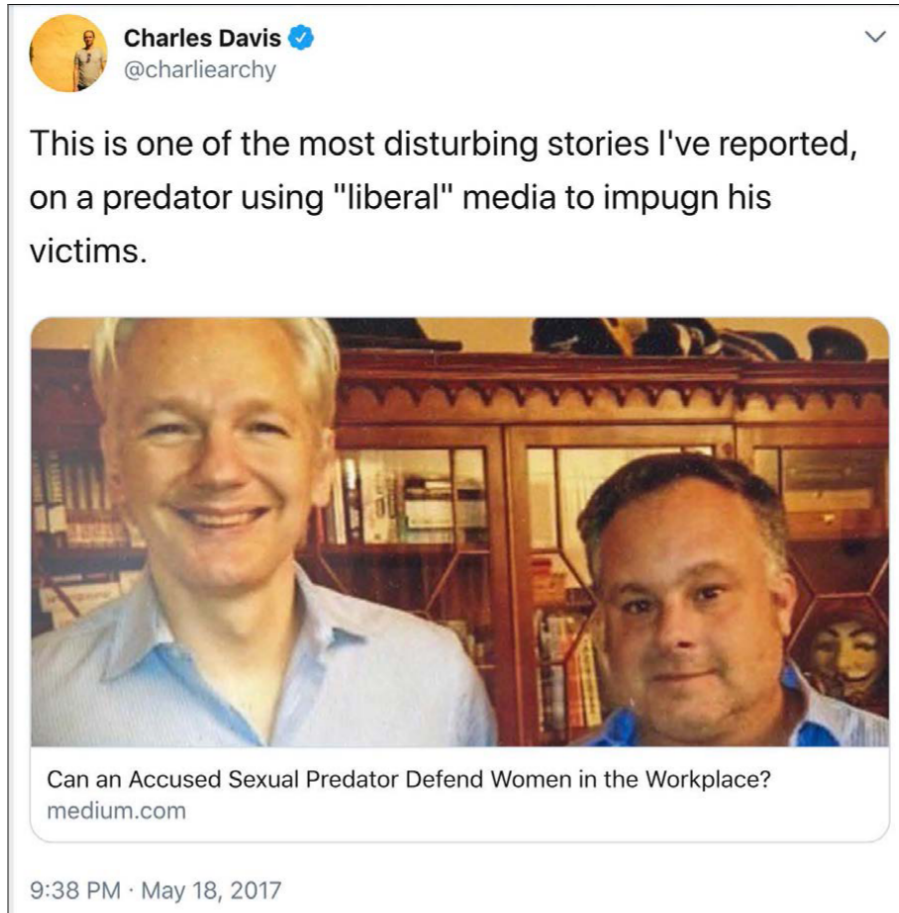 Charles Davis
@charliearchy
This is one of the most disturbing stories I've reported,
on a predator using "liberal" media to impugn his
victims.
Can an Accused Sexual Predator Defend Women in the Workplace?
medium.com
9:38 PM · May 18, 2017